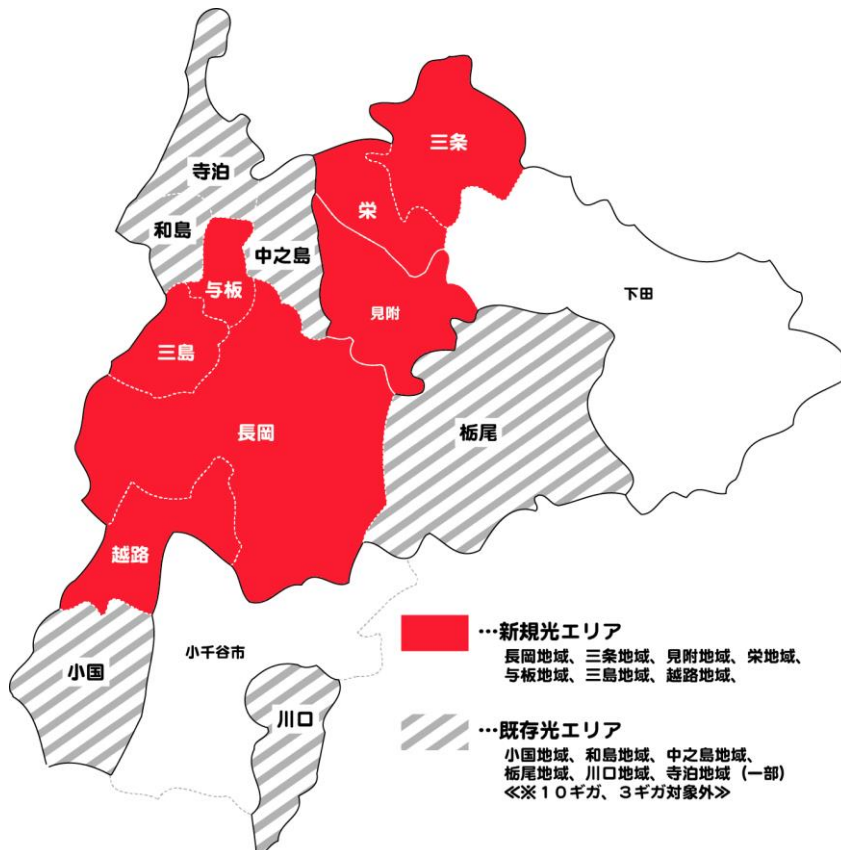 三条
寺泊
栄
和島
中之島
与板
下田
見附
三島
長岡
栃尾
越路
小千谷市
小国
川口
…新規光エリア
長岡地域、三条地域、見附地域、栄地域、
与板地域、三島地域、越路地域、
…既存光エリア
小国地域、和島地域、中之島地域、
栃尾地域、川口地域、寺泊地域（一部）
≪※１０ギガ、３ギガ対象外≫